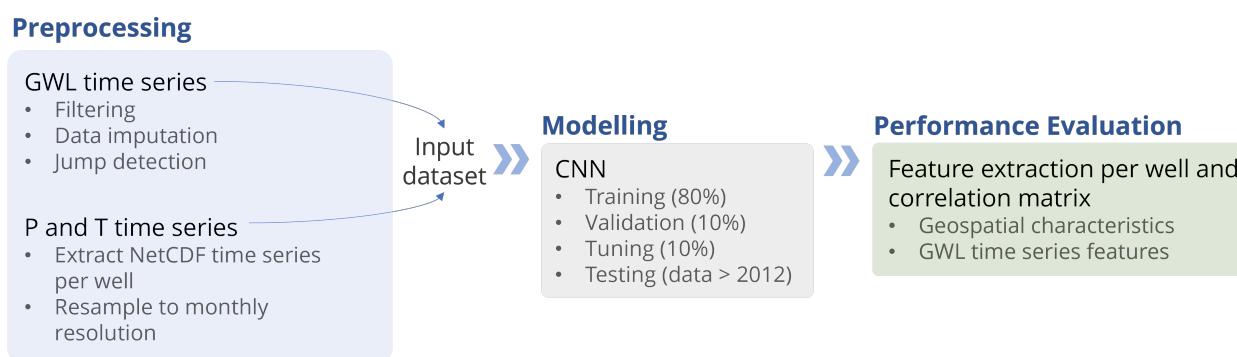 Preprocessing
GWL time series
• Filtering
• Data imputation
• Jump detection
P and T time series
• Extract NetCDF time series
per well
• Resample to monthly
resolution
Input
dataset
Modelling
CNN
• Training (80%)
• Validation (10%)
• Tuning (10%)
• Testing (data > 2012)
Performance Evaluation
Feature extraction per well and
correlation matrix
• Geospatial characteristics
• GWL time series features